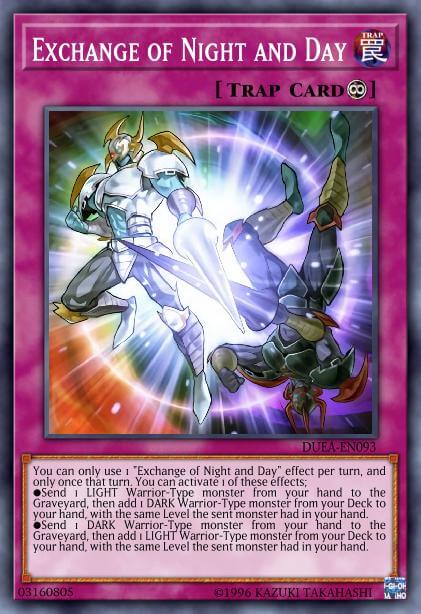 EXCHANGE OF NIGHT AND DAY
TRAP
罠
[TRAP CARD]
DUEA-EN093
You can only use 1 "Exchange of Night and Day" effect per turn, and
only once that turn. You can activate 1 of these effects;
●Send 1 LIGHT Warrior-Type monster from your hand to the
Graveyard, then add 1 DARK Warrior-Type monster from your Deck to
your hand, with the same Level the sent monster had in your hand.
●Send 1 DARK Warrior-Type monster from your hand to the
Graveyard, then add 1 LIGHT Warrior-Type monster from your Deck to
your hand, with the same Level the sent monster had in your hand.
03160805
©1996 KAZUKI TAKAHASHI